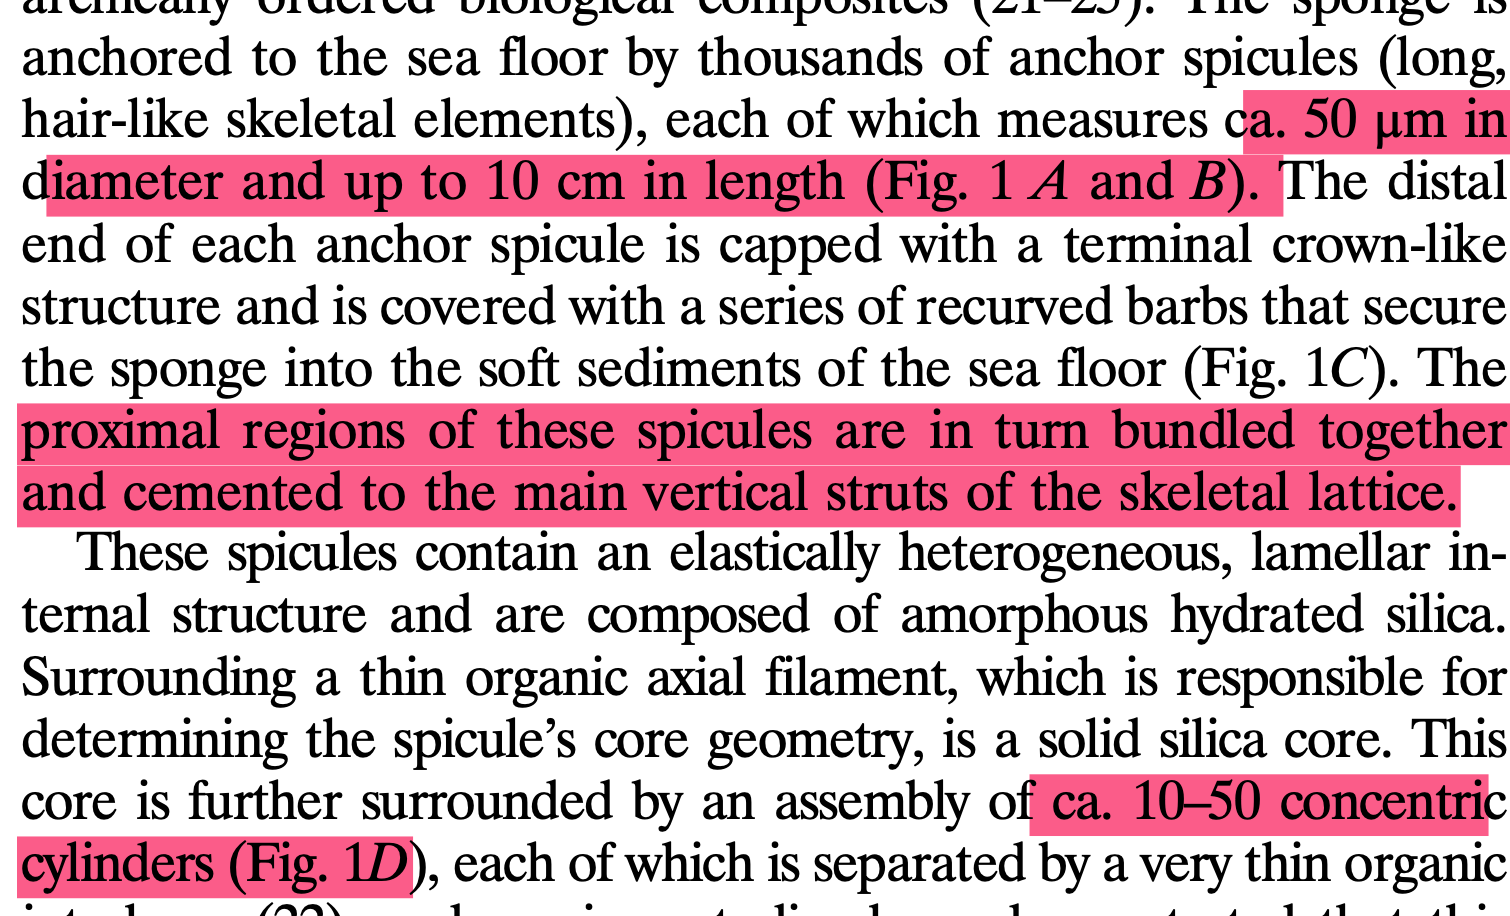 archically ordered biological composites (21–25). The sponge is
anchored to the sea floor by thousands of anchor spicules (long,
hair-like skeletal elements), each of which measures ca. 50 μm in
diameter and up to 10 cm in length (Fig. 1 A and B). The distal
end of each anchor spicule is capped with a terminal crown-like
structure and is covered with a series of recurved barbs that secure
the sponge into the soft sediments of the sea floor (Fig. 1C). The
proximal regions of these spicules are in turn bundled together
and cemented to the main vertical struts of the skeletal lattice.
These spicules contain an elastically heterogeneous, lamellar in-
ternal structure and are composed of amorphous hydrated silica.
Surrounding a thin organic axial filament, which is responsible for
determining the spicule’s core geometry, is a solid silica core. This
core is further surrounded by an assembly of ca. 10–50 concentric
cylinders (Fig. 1D), each of which is separated by a very thin organic